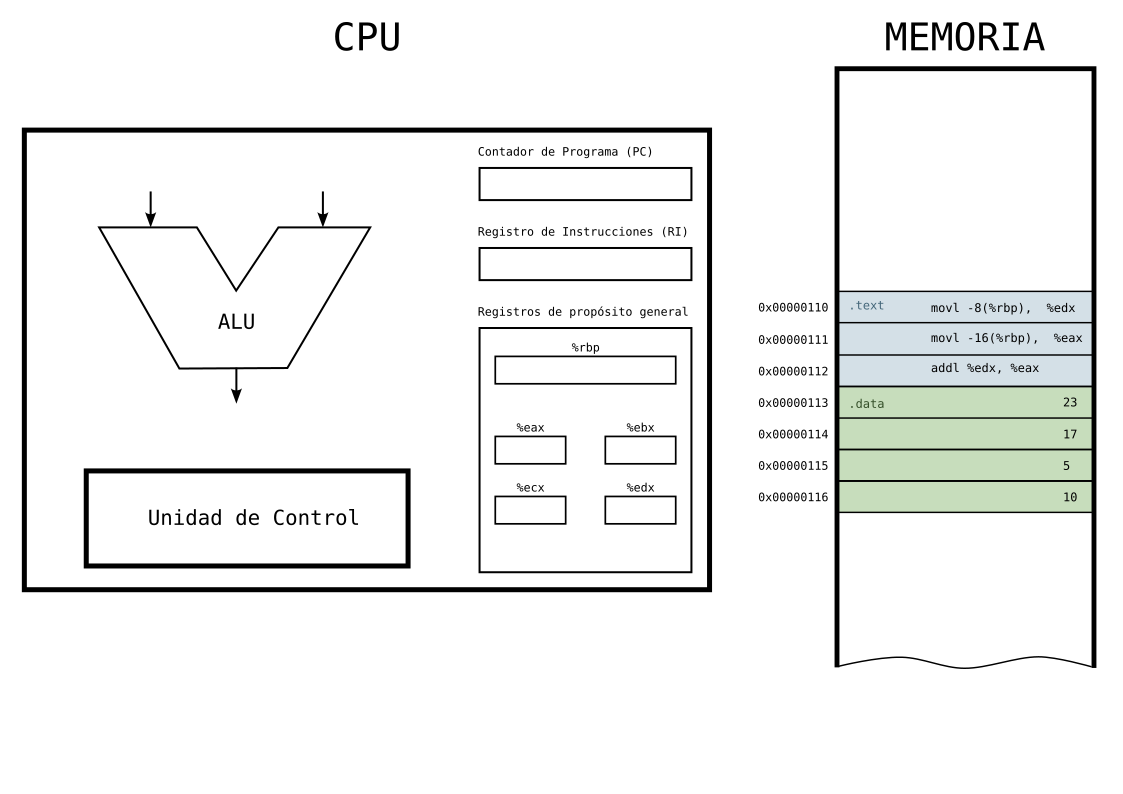 CPU
MEMORIA
Contador de Programa (PC)
Registro de Instrucciones (RI)
Registros de propósito general
%rbp
%eax
%ebx
%ecx
%edx
ALU
Unidad de Control
0x00000110 .text movl -8(%rbp), %edx
0x00000111 movl -16(%rbp), %eax
0x00000112 addl %edx, %eax
0x00000113 .data 23
0x00000114 17
0x00000115 5
0x00000116 10